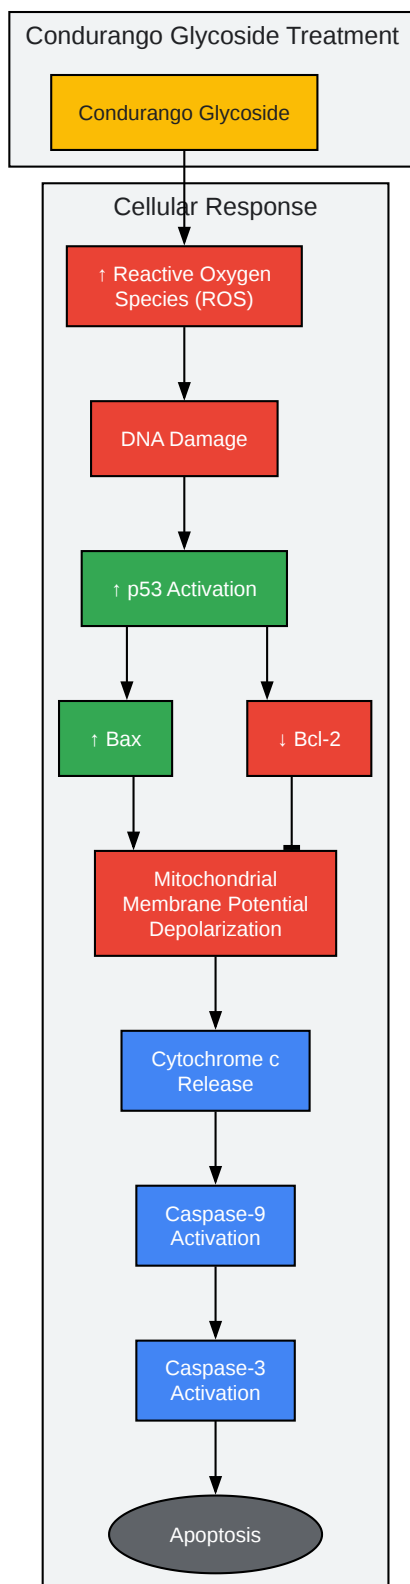 Condurango Glycoside Treatment
Condurango Glycoside
Cellular Response
↑ Reactive Oxygen
Species (ROS)
DNA Damage
↑ p53 Activation
↑ Bax
↓ Bcl-2
Mitochondrial
Membrane Potential
Depolarization
Cytochrome c
Release
Caspase-9
Activation
Caspase-3
Activation
Apoptosis